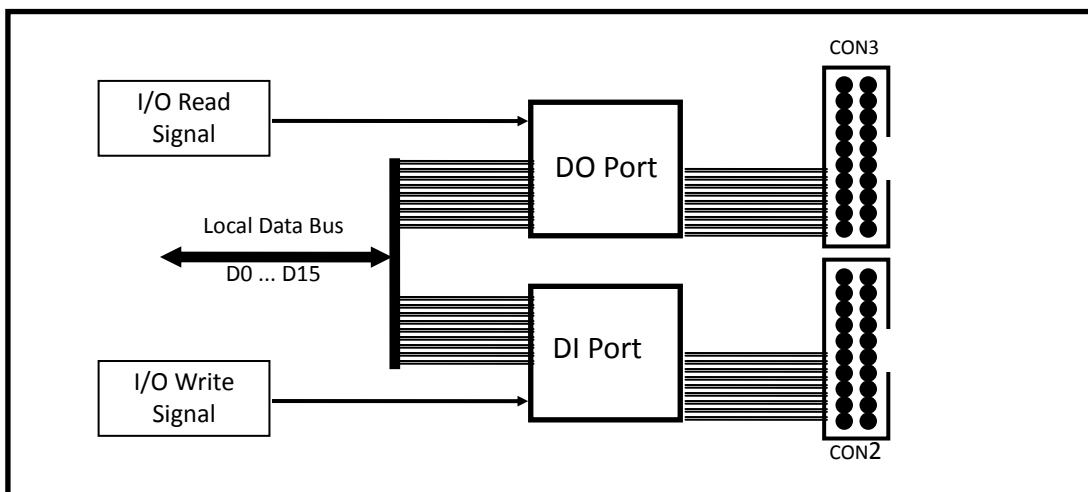 CON3
I/O Read
Signal
DO Port
Local Data Bus
D0 ... D15
DI Port
I/O Write
Signal
CON2